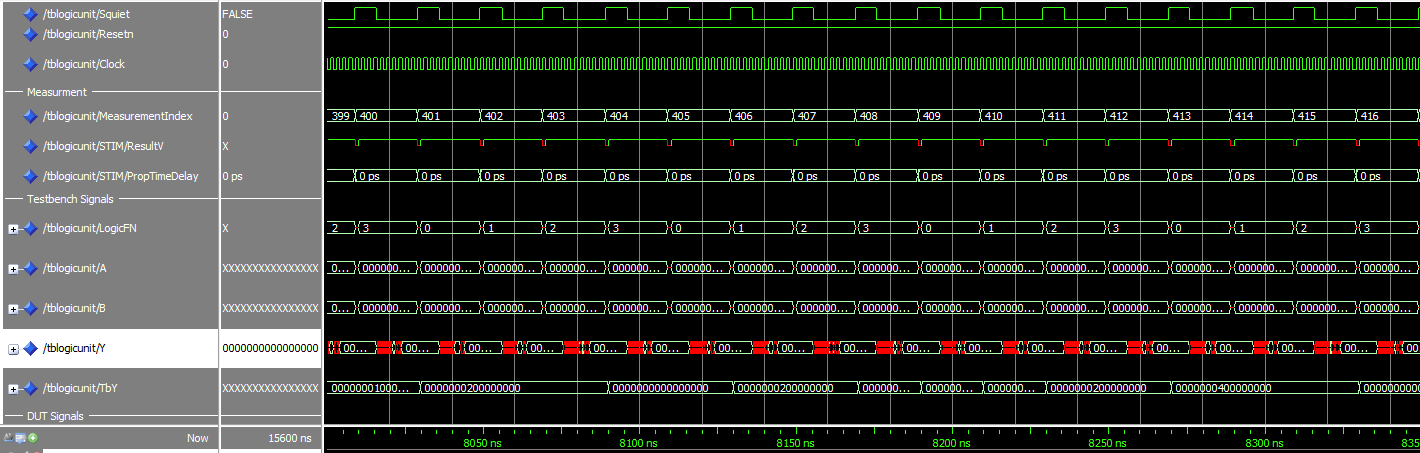 /tblogicunit/Squiet FALSE
/tblogicunit/Resetn 0
/tblogicunit/Clock 0
Measurment
/tblogicunit/MeasurementIndex 0 399 400 401 402 403 404 405 406 407 408 409 410 411 412 413 414 415 416
/tblogicunit/STIM/ResultV X
/tblogicunit/STIM/PropTimeDelay 0 ps 0 ps 0 ps 0 ps 0 ps 0 ps 0 ps 0 ps 0 ps 0 ps 0 ps 0 ps 0 ps 0 ps 0 ps 0 ps 0 ps 0 ps
Testbench Signals
/tblogicunit/LogicFN X 2 3 0 1 2 3 0 1 2 3 0 1 2 3 0 1 2 3
/tblogicunit/A XXXXXXXXXXXXXXXX 0... 000000... 000000... 000000... 000000... 000000... 000000... 000000... 000000... 000000... 000000... 000000... 000000... 000000... 000000... 000000... 000000... 000000...
/tblogicunit/B XXXXXXXXXXXXXXXX 0... 000000... 000000... 000000... 000000... 000000... 000000... 000000... 000000... 000000... 000000... 000000... 000000... 000000... 000000... 000000... 000000... 000000...
/tblogicunit/Y 0000000000000000 00... 00... 00... 00... 00... 00... 00... 00... 00... 00... 00... 00... 00... 00... 00... 00... 00... 00
/tblogicunit/TbY XXXXXXXXXXXXXXXX 00000001000... 0000000200000000 0000000000000000 0000000200000000 000000... 000000... 000000... 0000000200000000 0000000400000000 0000000000
DUT Signals
Now 15600 ns 8050 ns 8100 ns 8150 ns 8200 ns 8250 ns 8300 ns 835